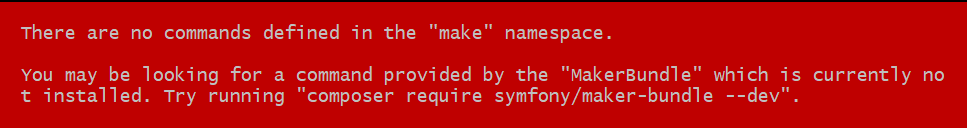 There are no commands defined in the "make" namespace.
You may be looking for a command provided by the "MakerBundle" which is currently no
t installed. Try running "composer require symfony/maker-bundle --dev".